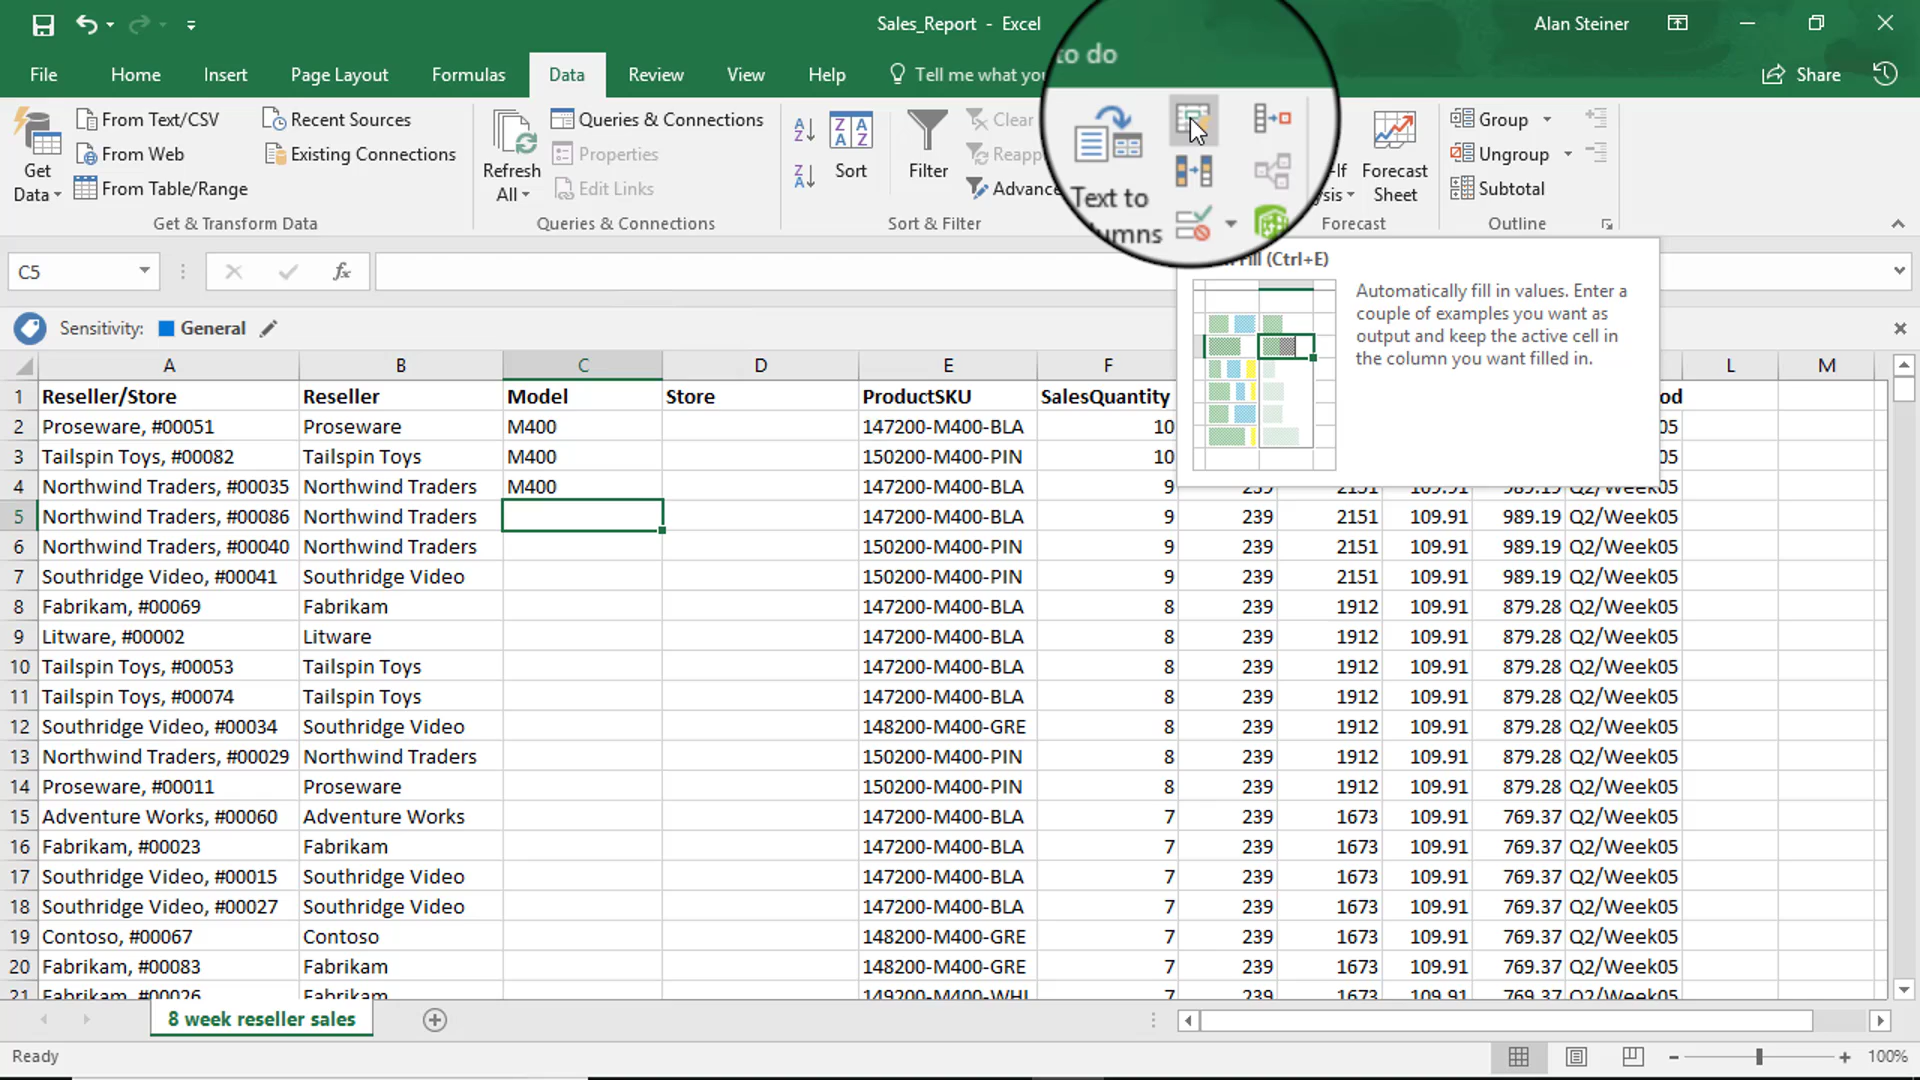 Sales_Report - Excel
Alan Steiner
File Home Insert Page Layout Formulas Data Review View Help Tell me what you
to do
Share
Get Data
From Text/CSV
From Web
From Table/Range
Recent Sources
Existing Connections
Get & Transform Data
Refresh All
Queries & Connections
Properties
Edit Links
Queries & Connections
Sort
Filter
Clear
Reapp
Advance
Sort & Filter
Text to
umns
Forecast Sheet
Forecast
Group
Ungroup
Subtotal
Outline
C5
fx
Fill (Ctrl+E)
Automatically fill in values. Enter a
couple of examples you want as
output and keep the active cell in
the column you want filled in.
Sensitivity: General
A B C D E F L M
1 Reseller/Store Reseller Model Store ProductSKU SalesQuantity od
2 Proseware, #00051 Proseware M400 147200-M400-BLA 10 05
3 Tailspin Toys, #00082 Tailspin Toys M400 150200-M400-PIN 10 05
4 Northwind Traders, #00035 Northwind Traders M400 147200-M400-BLA 9 239 2151 109.91 989.19 Q2/Week05
5 Northwind Traders, #00086 Northwind Traders 147200-M400-BLA 9 239 2151 109.91 989.19 Q2/Week05
6 Northwind Traders, #00040 Northwind Traders 150200-M400-PIN 9 239 2151 109.91 989.19 Q2/Week05
7 Southridge Video, #00041 Southridge Video 150200-M400-PIN 9 239 2151 109.91 989.19 Q2/Week05
8 Fabrikam, #00069 Fabrikam 147200-M400-BLA 8 239 1912 109.91 879.28 Q2/Week05
9 Litware, #00002 Litware 147200-M400-BLA 8 239 1912 109.91 879.28 Q2/Week05
10 Tailspin Toys, #00053 Tailspin Toys 147200-M400-BLA 8 239 1912 109.91 879.28 Q2/Week05
11 Tailspin Toys, #00074 Tailspin Toys 147200-M400-BLA 8 239 1912 109.91 879.28 Q2/Week05
12 Southridge Video, #00034 Southridge Video 148200-M400-GRE 8 239 1912 109.91 879.28 Q2/Week05
13 Northwind Traders, #00029 Northwind Traders 150200-M400-PIN 8 239 1912 109.91 879.28 Q2/Week05
14 Proseware, #00011 Proseware 150200-M400-PIN 8 239 1912 109.91 879.28 Q2/Week05
15 Adventure Works, #00060 Adventure Works 147200-M400-BLA 7 239 1673 109.91 769.37 Q2/Week05
16 Fabrikam, #00023 Fabrikam 147200-M400-BLA 7 239 1673 109.91 769.37 Q2/Week05
17 Southridge Video, #00015 Southridge Video 147200-M400-BLA 7 239 1673 109.91 769.37 Q2/Week05
18 Southridge Video, #00027 Southridge Video 147200-M400-BLA 7 239 1673 109.91 769.37 Q2/Week05
19 Contoso, #00067 Contoso 148200-M400-GRE 7 239 1673 109.91 769.37 Q2/Week05
20 Fabrikam, #00083 Fabrikam 148200-M400-GRE 7 239 1673 109.91 769.37 Q2/Week05
21 Fabrikam, #00026 Fabrikam 149200-M400-WHI 7 239 1673 109.91 769.37 Q2/Week05
8 week reseller sales
Ready
100%